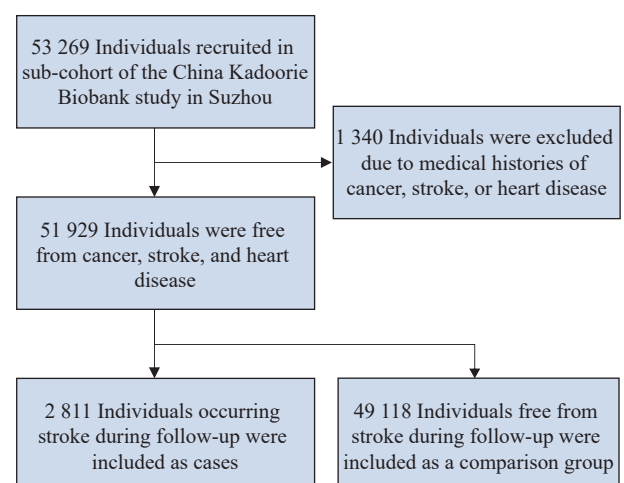 53 269 Individuals recruited in
sub-cohort of the China Kadoorie
Biobank study in Suzhou
1 340 Individuals were excluded
due to medical histories of
cancer, stroke, or heart disease
51 929 Individuals were free
from cancer, stroke, and heart
disease
2 811 Individuals occurring
stroke during follow-up were
included as cases
49 118 Individuals free from
stroke during follow-up were
included as a comparison group